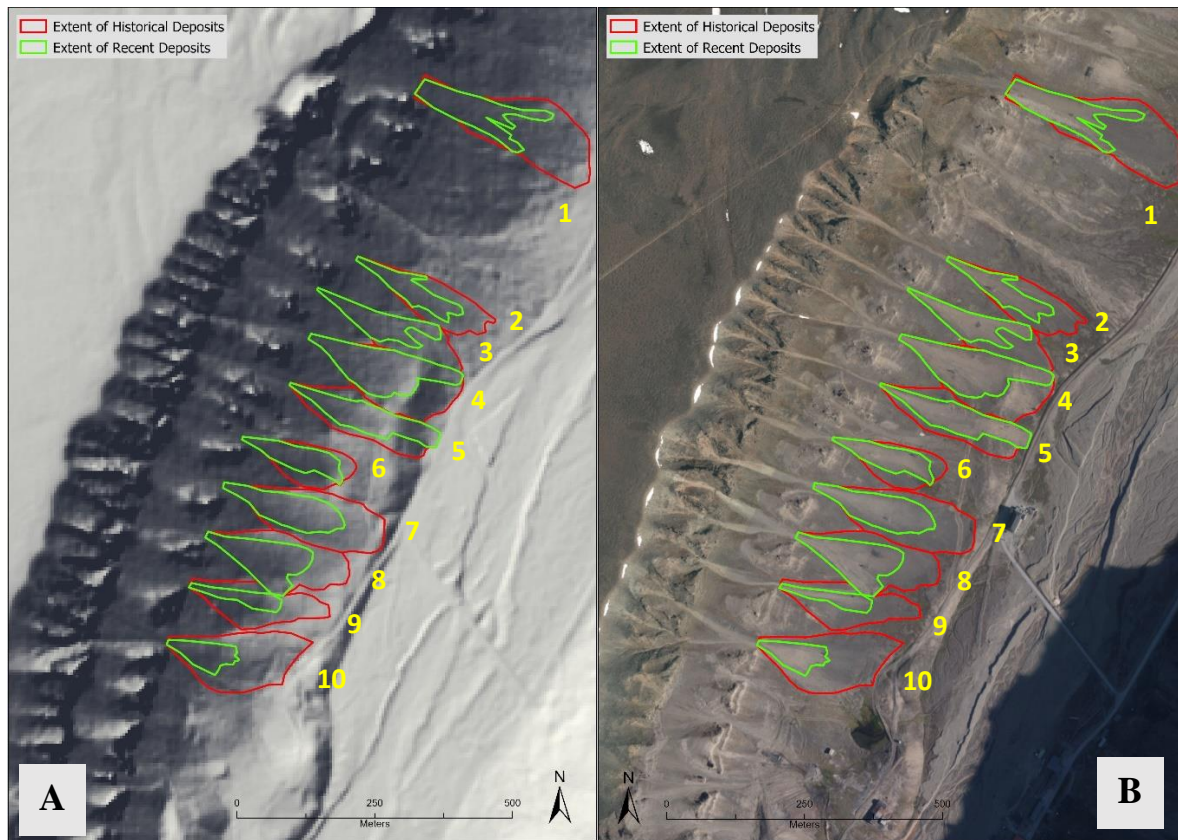 Extent of Historical Deposits
Extent of Recent Deposits
1
2
3
4
5
6
7
8
9
10
A
N
0 250 500
Meters
Extent of Historical Deposits
Extent of Recent Deposits
1
2
3
4
5
6
7
8
9
10
B
N
0 250 500
Meters